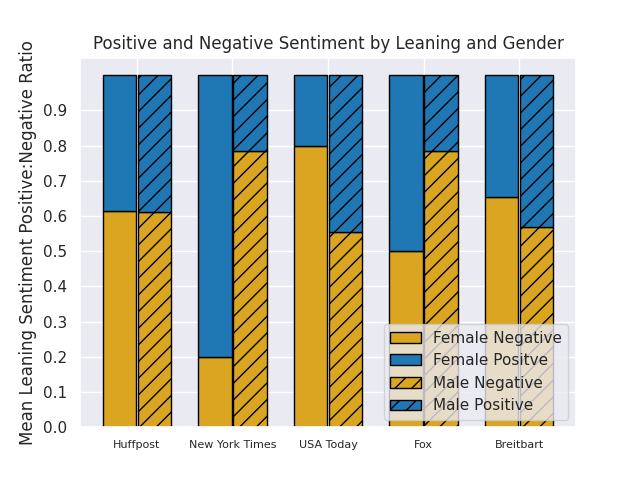 Positive and Negative Sentiment by Leaning and Gender
Mean Leaning Sentiment Positive:Negative Ratio
0.9
0.8
0.7
0.6
0.5
0.4
0.3
0.2
0.1
0.0
Female Negative
Female Positve
Male Negative
Male Positive
Huffpost New York Times USA Today Fox Breitbart